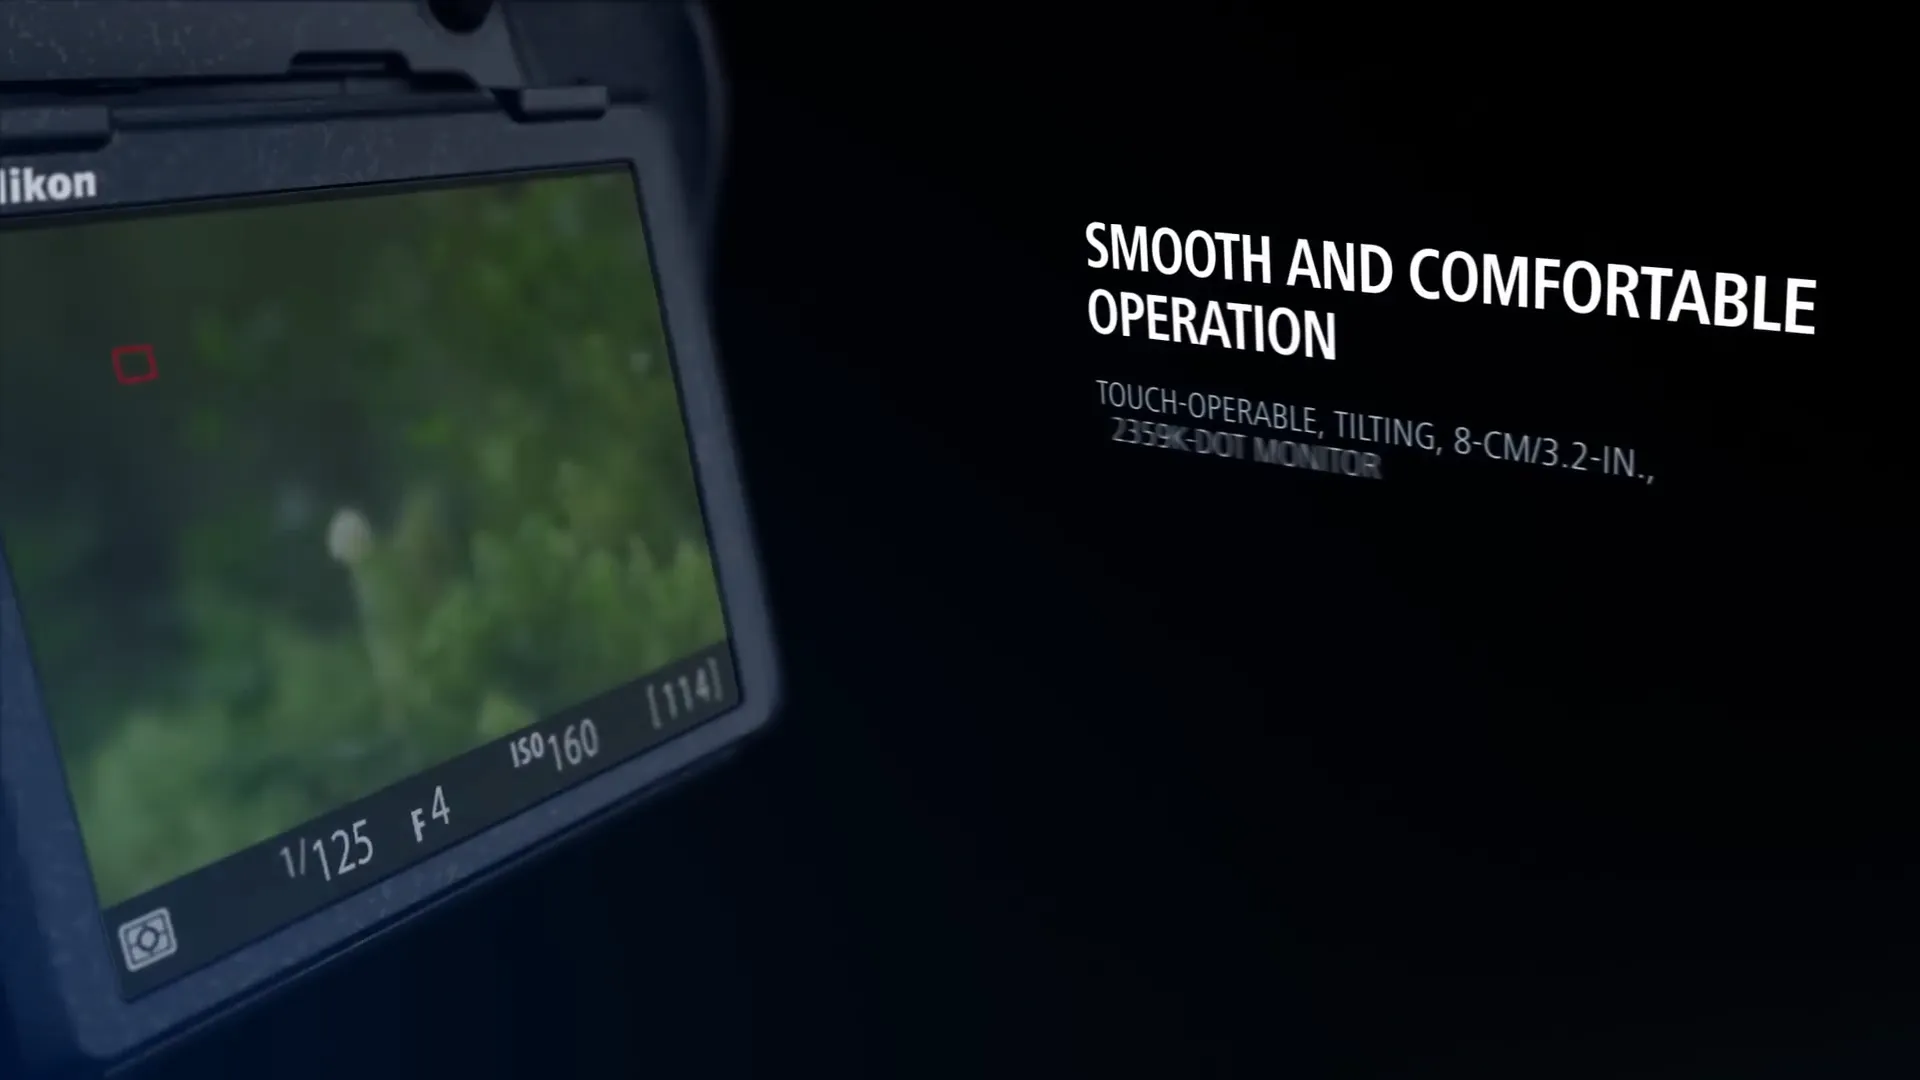 likon
SMOOTH AND COMFORTABLE
OPERATION
TOUCH-OPERABLE, TILTING, 8-CM/3.2-IN.,
2359K-DOT MONITOR
1/125 F4 ISO 160 [114]